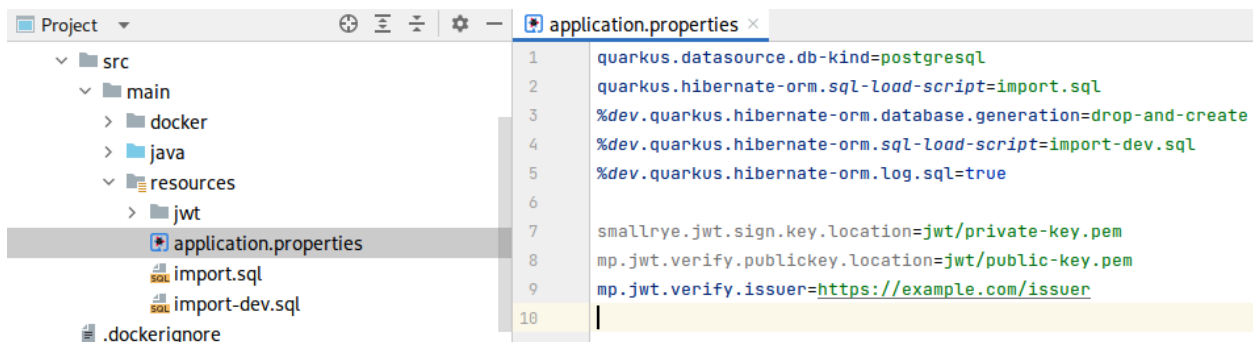 Project
src
main
docker
java
resources
jwt
application.properties
import.sql
import-dev.sql
.dockerignore
application.properties
1 quarkus.datasource.db-kind=postgresql
2 quarkus.hibernate-orm.sql-load-script=import.sql
3 %dev.quarkus.hibernate-orm.database.generation=drop-and-create
4 %dev.quarkus.hibernate-orm.sql-load-script=import-dev.sql
5 %dev.quarkus.hibernate-orm.log.sql=true
6
7 smallrye.jwt.sign.key.location=jwt/private-key.pem
8 mp.jwt.verify.publickey.location=jwt/public-key.pem
9 mp.jwt.verify.issuer=https://example.com/issuer
10